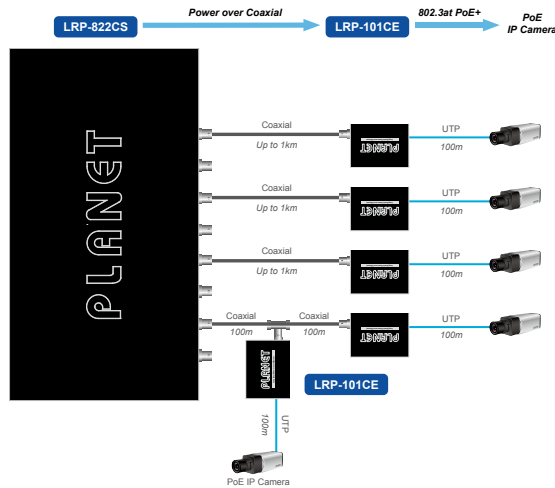 LRP-822CS
Power over Coaxial
LRP-101CE
802.3at PoE+
PoE
IP Camera
PLANET
Coaxial
Up to 1km
PLANET
UTP
100m
Coaxial
Up to 1km
PLANET
UTP
100m
Coaxial
Up to 1km
PLANET
UTP
100m
Coaxial
100m
Coaxial
100m
PLANET
UTP
100m
PLANET
LRP-101CE
UTP
100m
PoE IP Camera